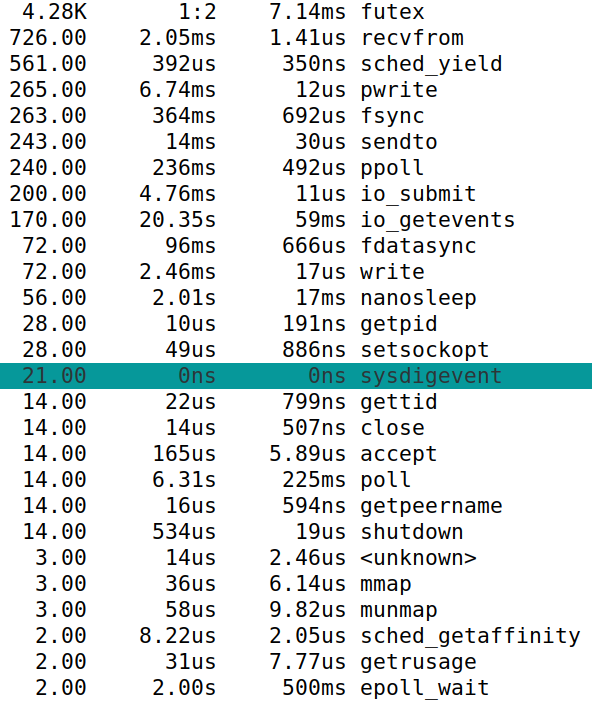 4.28K 1:2 7.14ms futex
726.00 2.05ms 1.41us recvfrom
561.00 392us 350ns sched_yield
265.00 6.74ms 12us pwrite
263.00 364ms 692us fsync
243.00 14ms 30us sendto
240.00 236ms 492us ppoll
200.00 4.76ms 11us io_submit
170.00 20.35s 59ms io_getevents
72.00 96ms 666us fdatasync
72.00 2.46ms 17us write
56.00 2.01s 17ms nanosleep
28.00 10us 191ns getpid
28.00 49us 886ns setsockopt
21.00 0ns 0ns sysdigevent
14.00 22us 799ns gettid
14.00 14us 507ns close
14.00 165us 5.89us accept
14.00 6.31s 225ms poll
14.00 16us 594ns getpeername
14.00 534us 19us shutdown
3.00 14us 2.46us <unknown>
3.00 36us 6.14us mmap
3.00 58us 9.82us munmap
2.00 8.22us 2.05us sched_getaffinity
2.00 31us 7.77us getrusage
2.00 2.00s 500ms epoll_wait